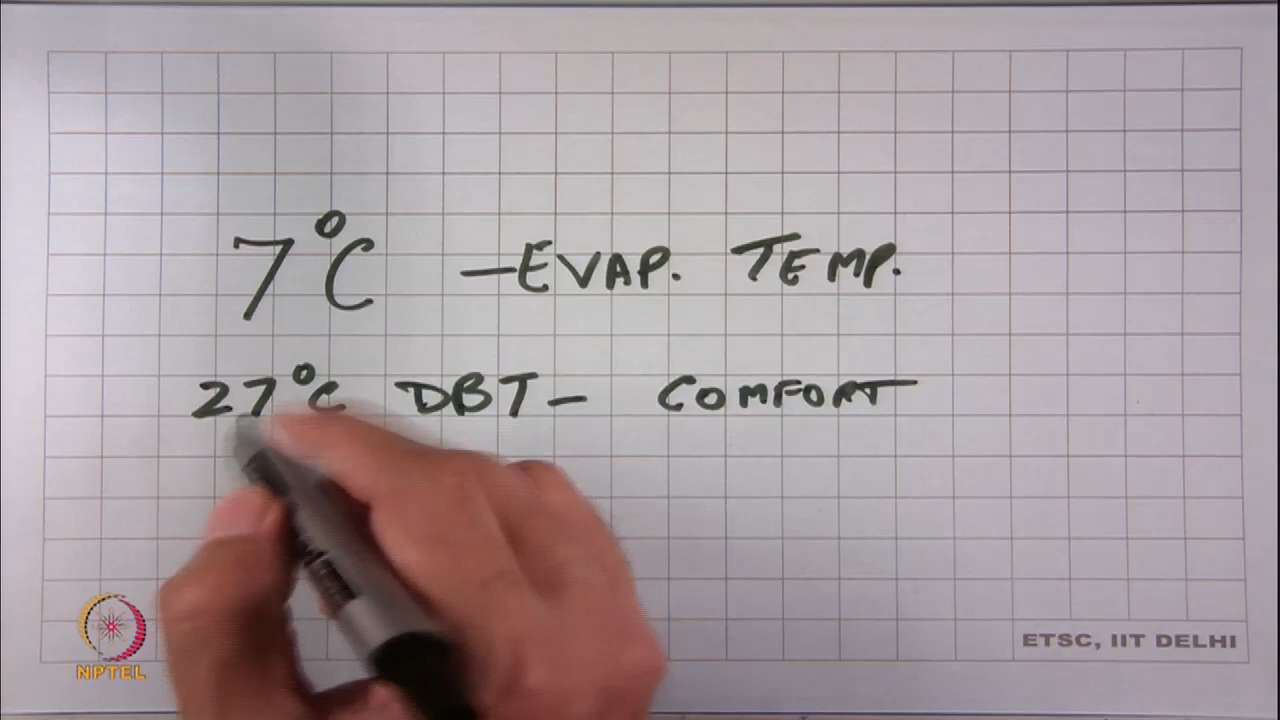 7°C - EVAP. TEMP.
27°C DBT - COMFORT
ETSC, IIT DELHI
NPTEL